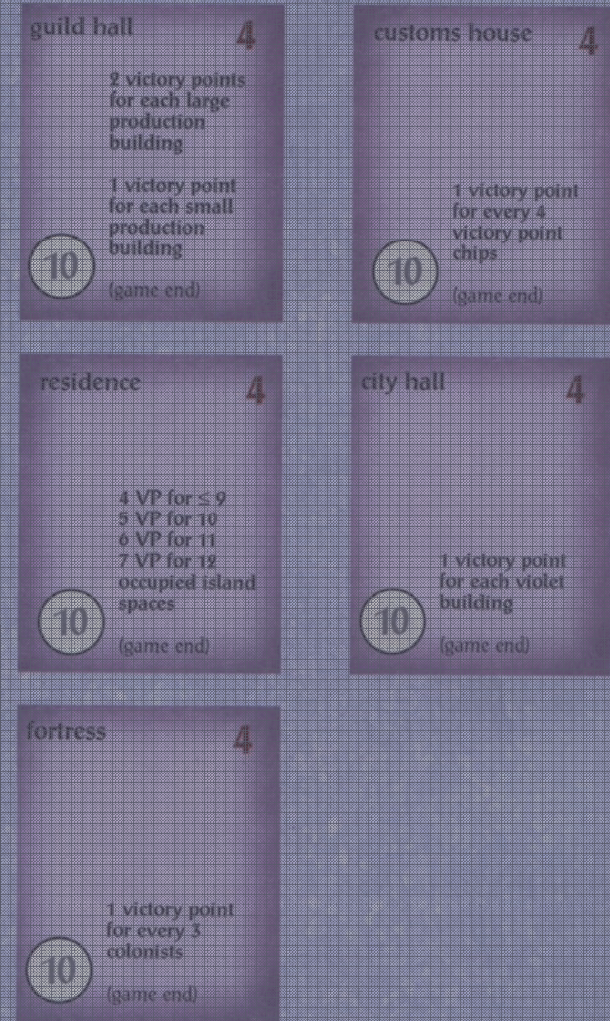 guild hall
4
2 victory points
for each large
production
building
1 victory point
for each small
production
building
10
(game end)
customs house
4
1 victory point
for every 4
victory point
chips
10
(game end)
residence
4
4 VP for ≤ 9
5 VP for 10
6 VP for 11
7 VP for 12
occupied island
spaces
10
(game end)
city hall
4
1 victory point
for each violet
building
10
(game end)
fortress
4
1 victory point
for every 3
colonists
10
(game end)